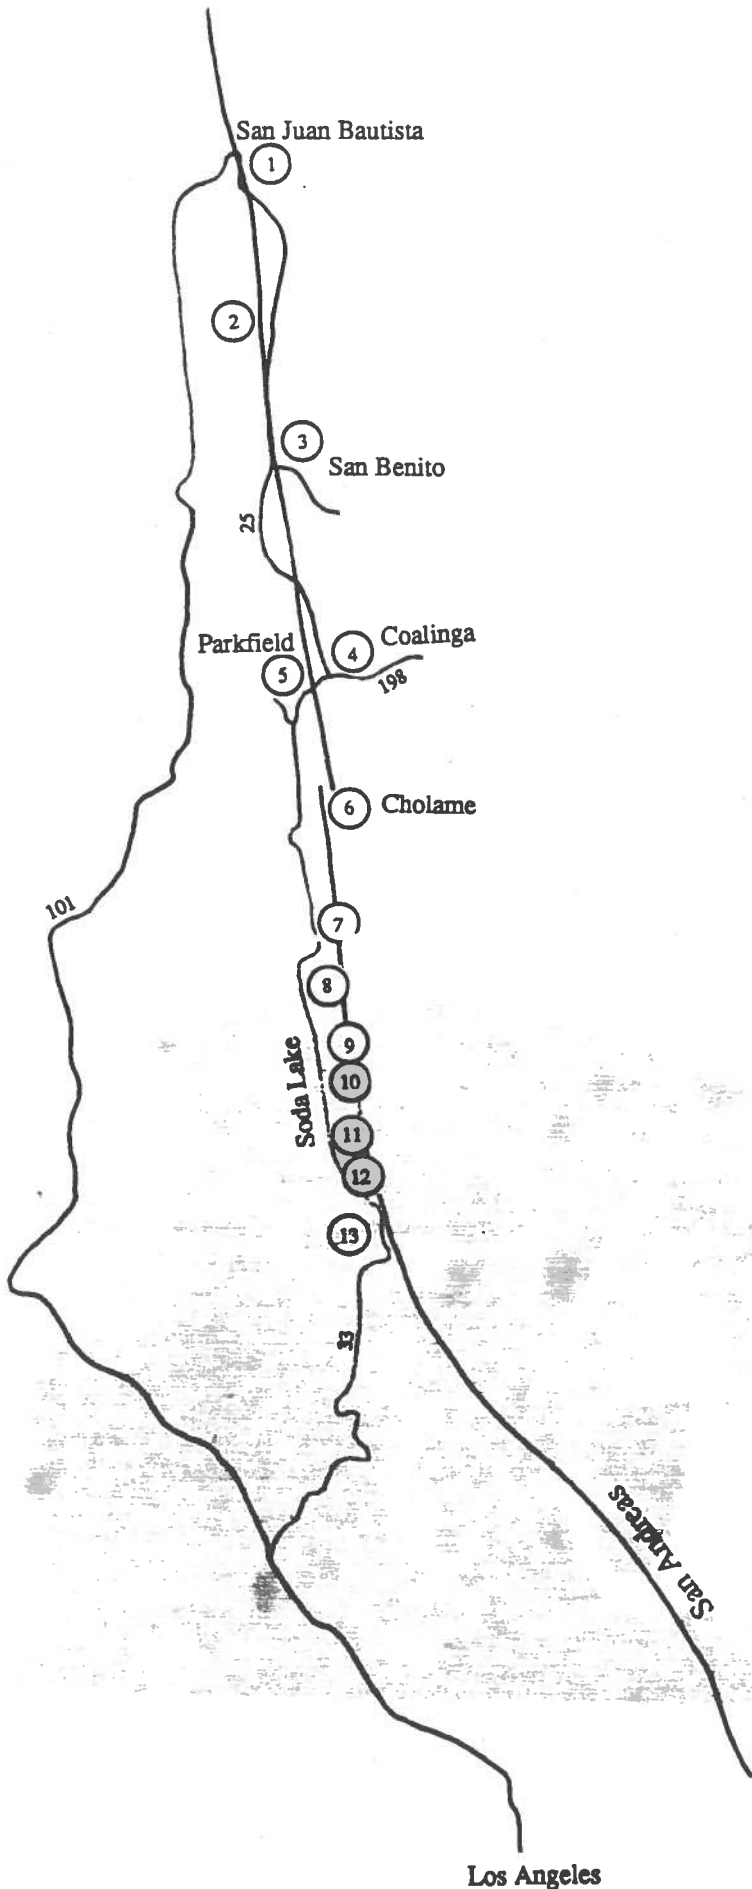 San Juan Bautista
1
2
3
San Benito
25
Parkfield
4
Coalinga
5
198
6
Cholame
101
7
8
Soda Lake
9
10
11
12
13
33
San Andreas
Los Angeles